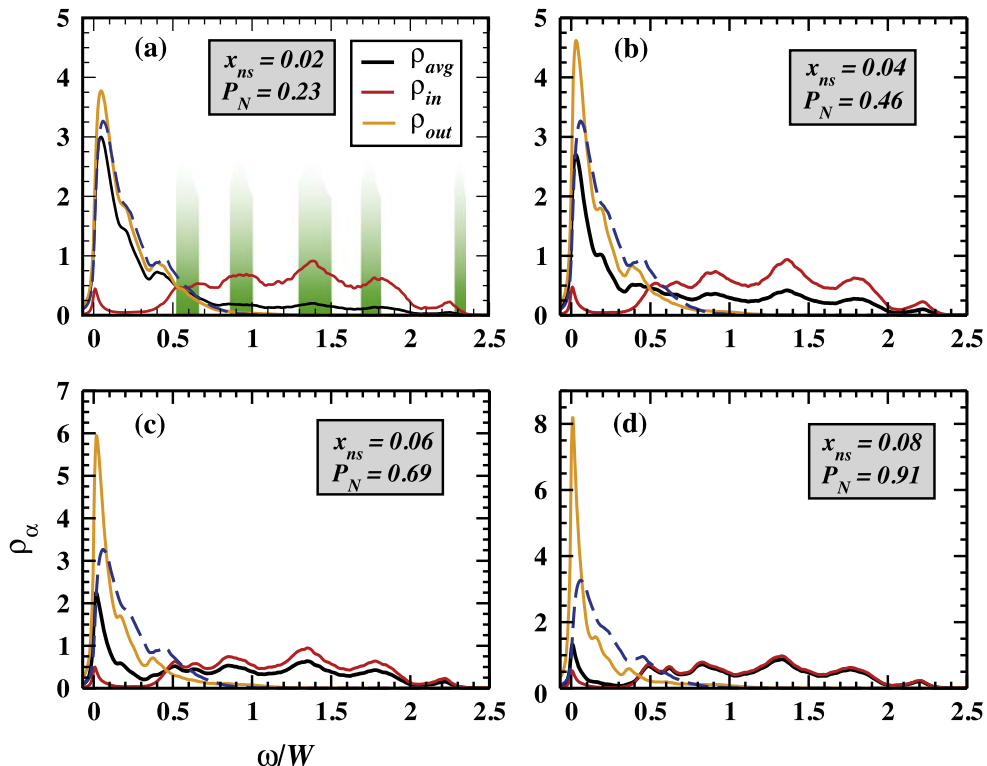 5
4
3
2
1
0
(a)
x_ns = 0.02
P_N = 0.23
ρ_avg
ρ_in
ρ_out
0 0.5 1 1.5 2 2.5
5
4
3
2
1
0
(b)
x_ns = 0.04
P_N = 0.46
0 0.5 1 1.5 2 2.5
7
6
5
4
3
2
1
0
(c)
x_ns = 0.06
P_N = 0.69
0 0.5 1 1.5 2 2.5
8
6
4
2
0
(d)
x_ns = 0.08
P_N = 0.91
0 0.5 1 1.5 2 2.5
ρ_α
ω/W